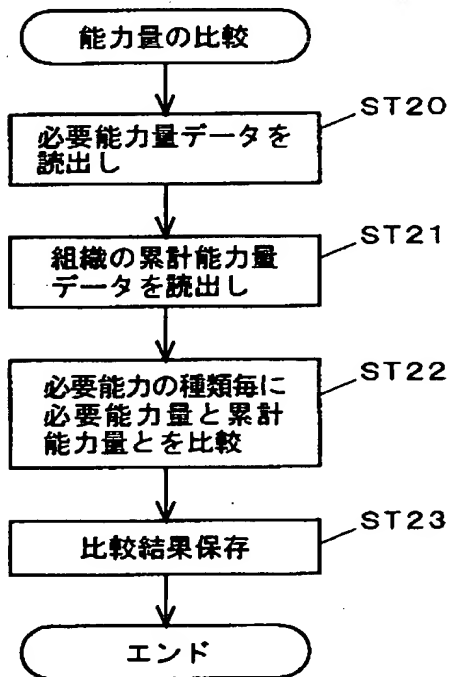 能力量の比較
ST20
必要能力量データを
読出し
ST21
組織の累計能力量
データを読出し
ST22
必要能力の種類毎に
必要能力量と累計
能力量とを比較
ST23
比較結果保存
エンド